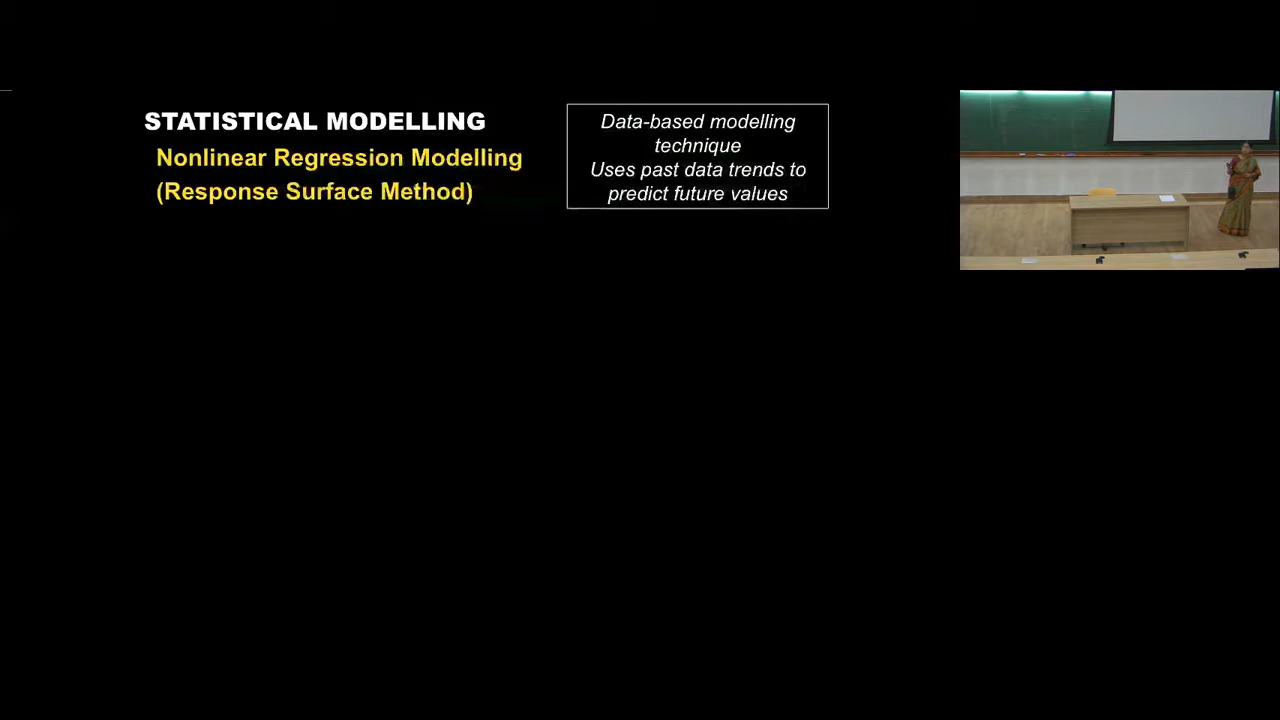 STATISTICAL MODELLING
Nonlinear Regression Modelling
(Response Surface Method)
Data-based modelling
technique
Uses past data trends to
predict future values